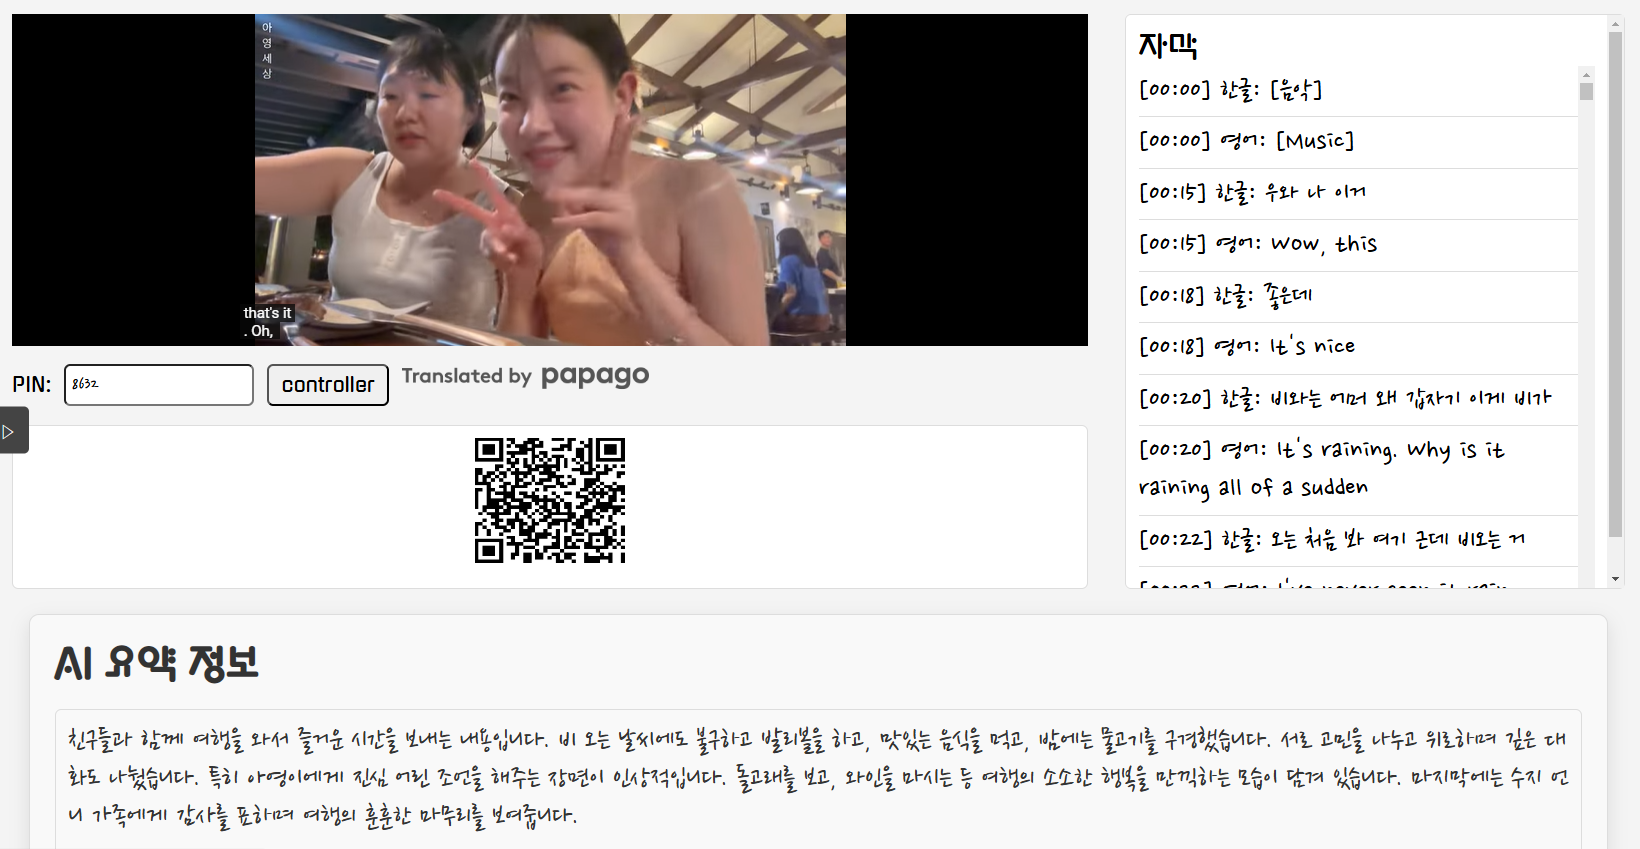 아
영
세
상
that's it
. Oh,
PIN: 8632 controller Translated by papago
자막
[00:00] 한글: [음악]
[00:00] 영어: [Music]
[00:15] 한글: 우와 나 이거
[00:15] 영어: Wow, this
[00:18] 한글: 좋은데
[00:18] 영어: It's nice
[00:20] 한글: 비와는 어머 왜 갑자기 이게 비가
[00:20] 영어: It's raining. Why is it
raining all of a sudden
[00:22] 한글: 오는 처음 봐 여기 근데 비오는 거
[00:22] 영어: I've never seen it rain
AI 요약 정보
친구들과 함께 여행을 와서 즐거운 시간을 보내는 내용입니다. 비 오는 날씨에도 불구하고 발리볼을 하고, 맛있는 음식을 먹고, 밤에는 물고기를 구경했습니다. 서로 고민을 나누고 위로하며 깊은 대
화도 나눴습니다. 특히 아영이에게 진심 어린 조언을 해주는 장면이 인상적입니다. 돌고래를 보고, 와인을 마시는 등 여행의 소소한 행복을 만끽하는 모습이 담겨 있습니다. 마지막에는 수지 언
니 가족에게 감사를 표하며 여행의 훈훈한 마무리를 보여줍니다.